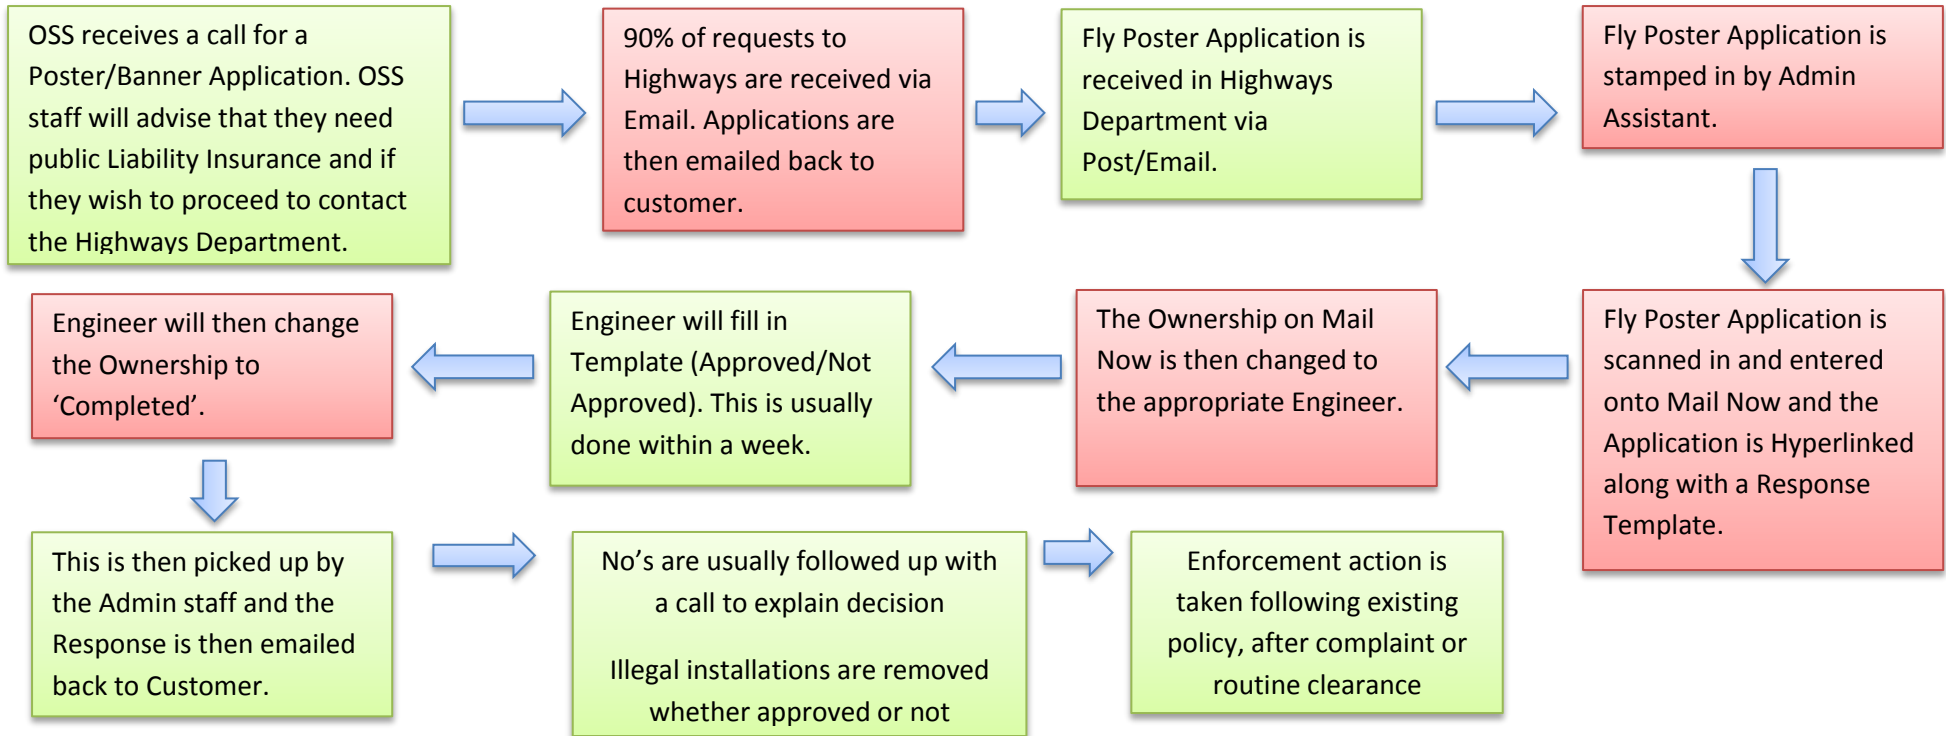 OSS receives a call for a
Poster/Banner Application. OSS
staff will advise that they need
public Liability Insurance and if
they wish to proceed to contact
the Highways Department.
90% of requests to
Highways are received via
Email. Applications are
then emailed back to
customer.
Fly Poster Application is
received in Highways
Department via
Post/Email.
Fly Poster Application is
stamped in by Admin
Assistant.
Fly Poster Application is
scanned in and entered
onto Mail Now and the
Application is Hyperlinked
along with a Response
Template.
The Ownership on Mail
Now is then changed to
the appropriate Engineer.
Engineer will fill in
Template (Approved/Not
Approved). This is usually
done within a week.
Engineer will then change
the Ownership to
‘Completed’.
This is then picked up by
the Admin staff and the
Response is then emailed
back to Customer.
No’s are usually followed up with
a call to explain decision
Illegal installations are removed
whether approved or not
Enforcement action is
taken following existing
policy, after complaint or
routine clearance